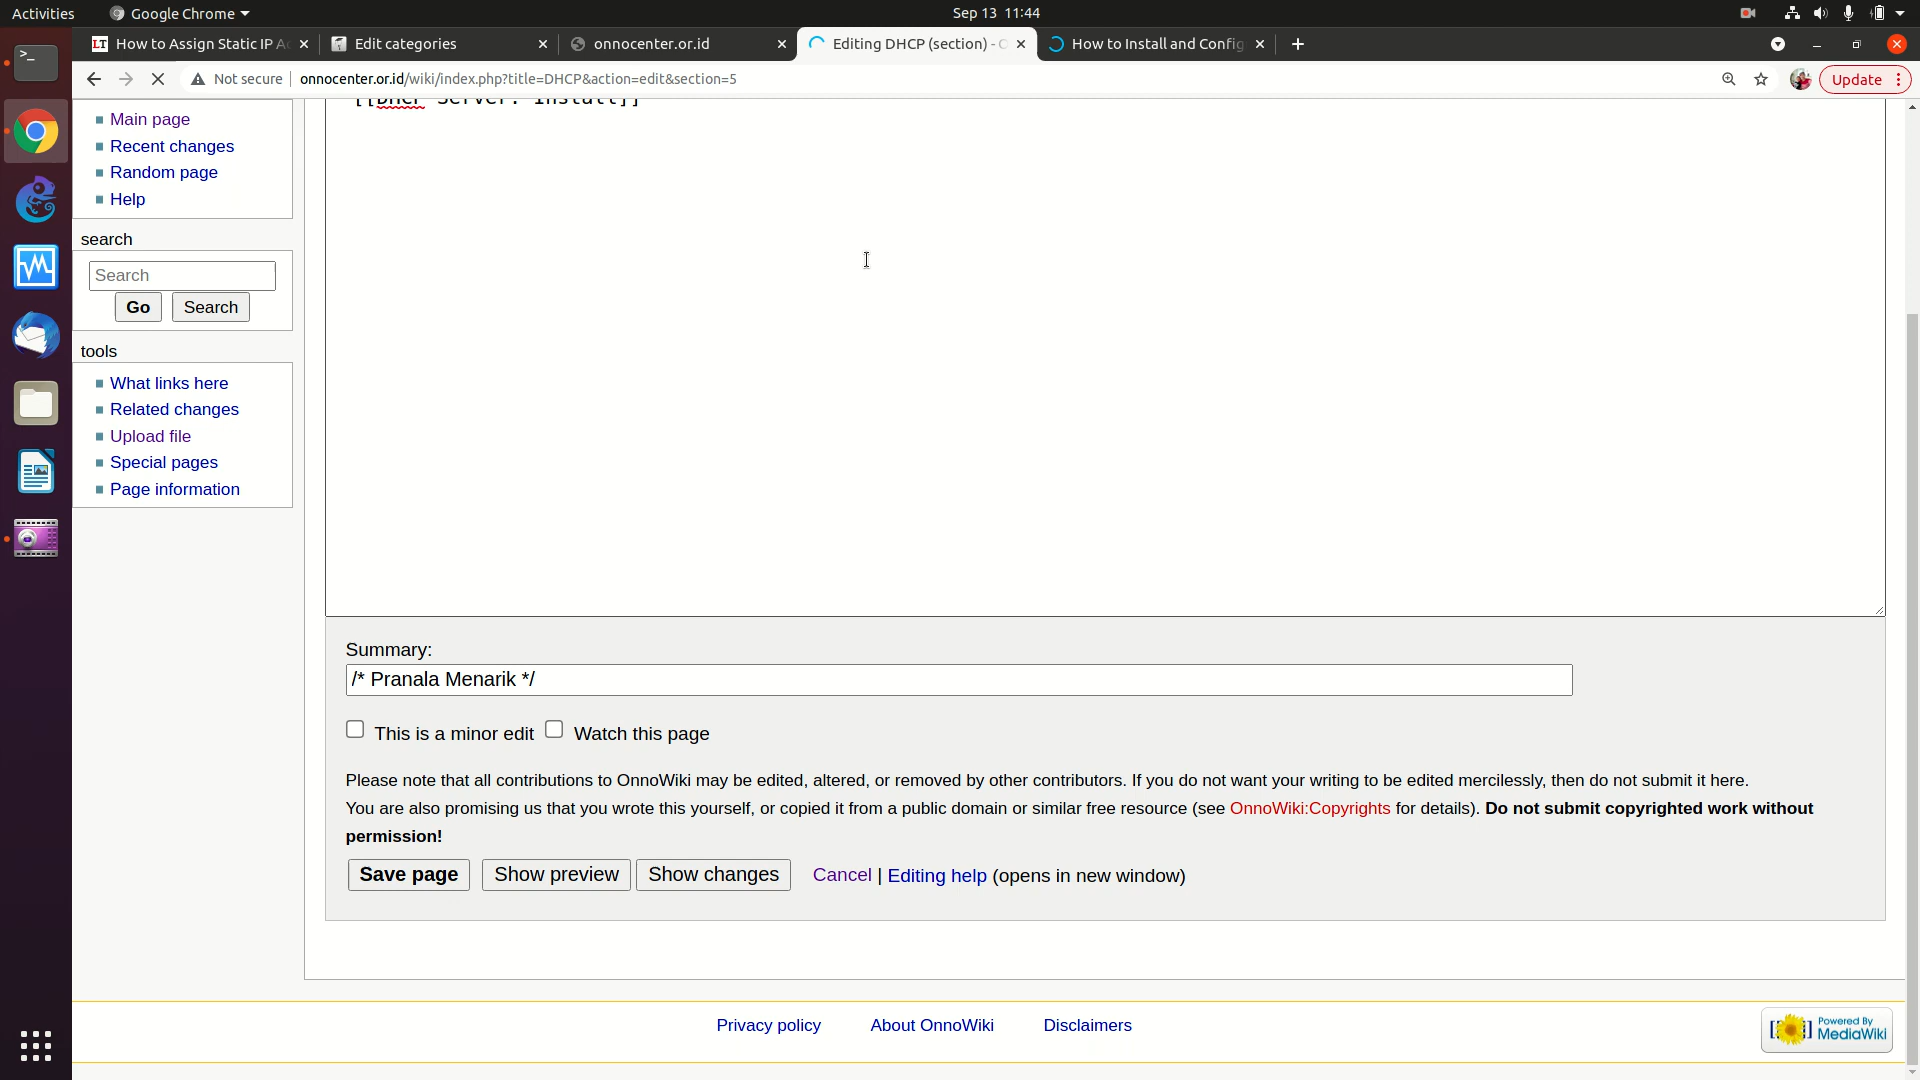 Activities
Google Chrome
Sep 13 11:44
LT How to Assign Static IP A
Edit categories
onnocenter.or.id
Editing DHCP (section) -
How to Install and Config
Not secure
onnocenter.or.id/wiki/index.php?title=DHCP&action=edit&section=5
Update
[[DHCP Server: Install]]
Main page
Recent changes
Random page
Help
search
Search
Go
Search
tools
What links here
Related changes
Upload file
Special pages
Page information
Summary:
/* Pranala Menarik */
This is a minor edit
Watch this page
Please note that all contributions to OnnoWiki may be edited, altered, or removed by other contributors. If you do not want your writing to be edited mercilessly, then do not submit it here.
You are also promising us that you wrote this yourself, or copied it from a public domain or similar free resource (see OnnoWiki:Copyrights for details). Do not submit copyrighted work without
permission!
Save page
Show preview
Show changes
Cancel | Editing help (opens in new window)
Privacy policy
About OnnoWiki
Disclaimers
Powered By
MediaWiki